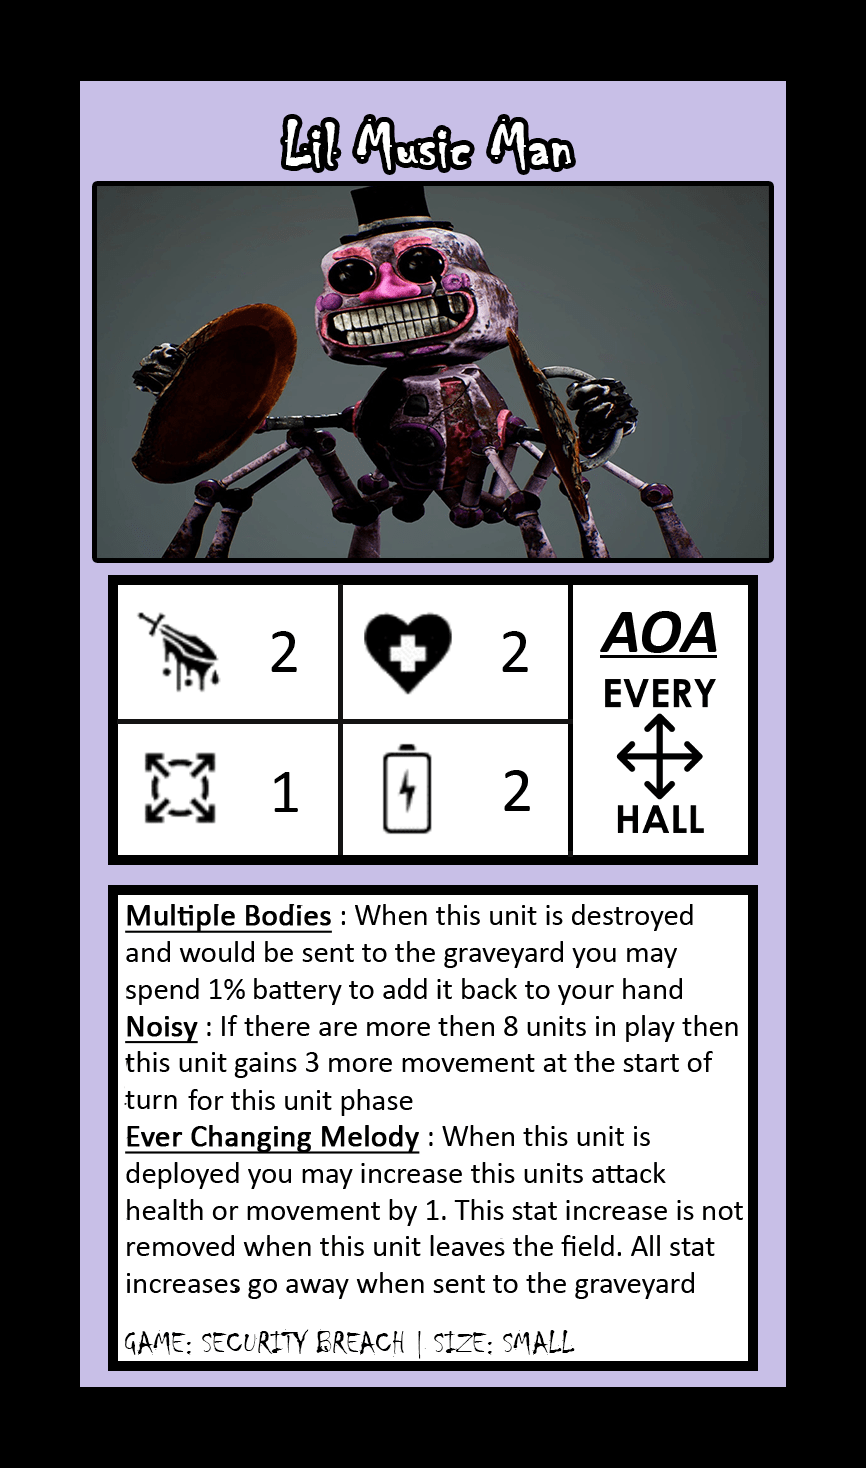 Lil Music Man
2
2
AOA
EVERY
HALL
1
2
Multiple Bodies : When this unit is destroyed
and would be sent to the graveyard you may
spend 1% battery to add it back to your hand
Noisy : If there are more then 8 units in play then
this unit gains 3 more movement at the start of
turn for this unit phase
Ever Changing Melody : When this unit is
deployed you may increase this units attack
health or movement by 1. This stat increase is not
removed when this unit leaves the field. All stat
increases go away when sent to the graveyard
GAME: SECURITY BREACH | SIZE: SMALL